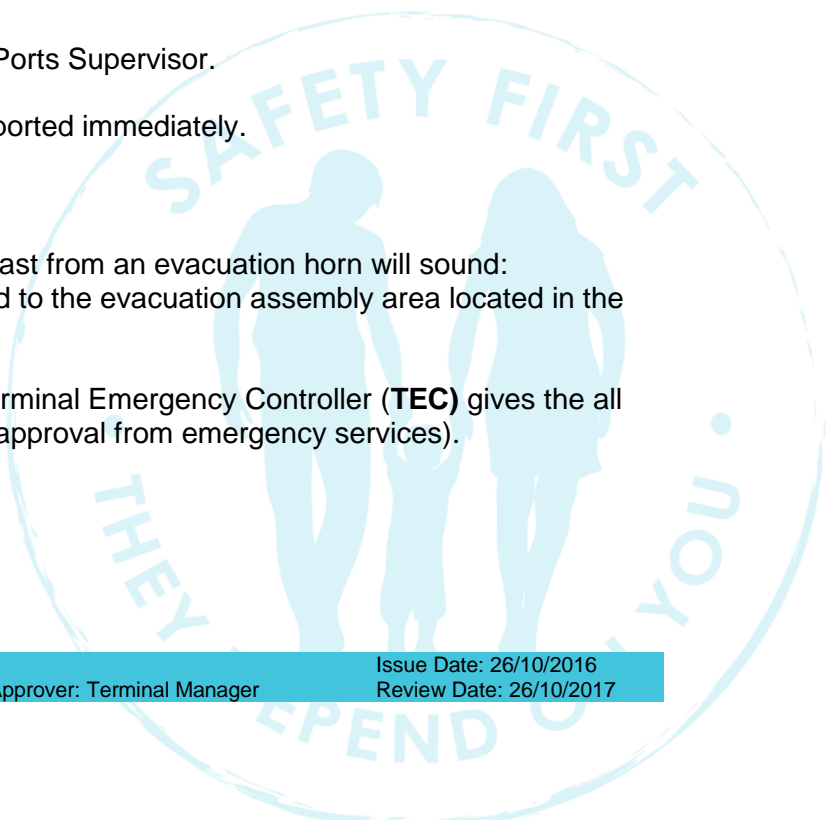 Ports Supervisor.
ported immediately.
ast from an evacuation horn will sound:
d to the evacuation assembly area located in the
rminal Emergency Controller (TEC) gives the all
approval from emergency services).
Issue Date: 26/10/2016
Approver: Terminal Manager Review Date: 26/10/2017
SAFETY FIRST
THEY DEPEND ON YOU